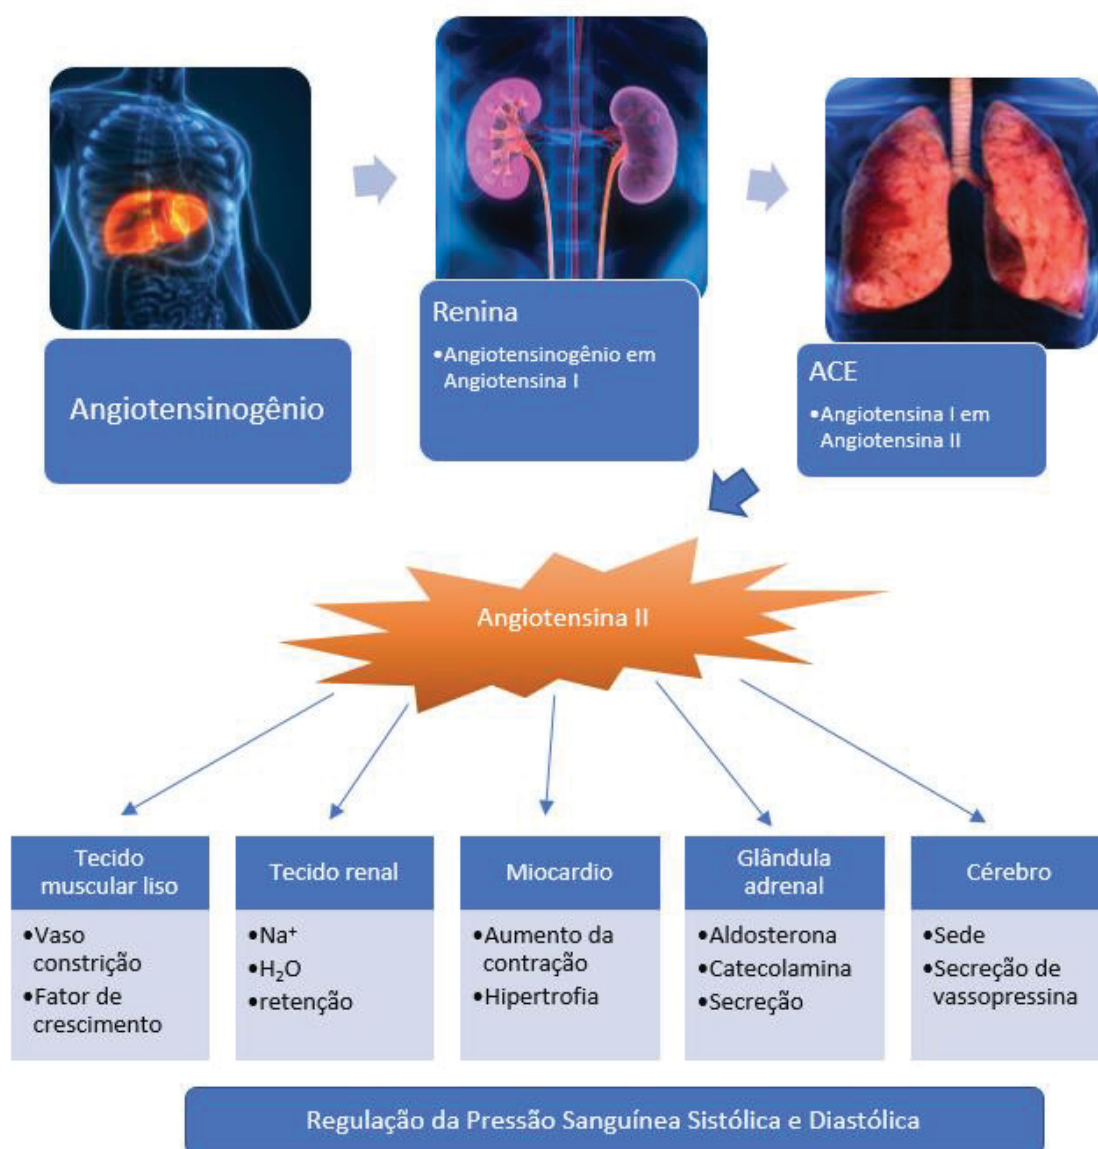 Angiotensinogênio
Renina
•Angiotensinogênio em
Angiotensina I
ACE
•Angiotensina I em
Angiotensina II
Angiotensina II
Tecido
muscular liso
•Vaso
constrição
•Fator de
crescimento
Tecido renal
•Na⁺
•H₂O
•retenção
Miocardio
•Aumento da
contração
•Hipertrofia
Glândula
adrenal
•Aldosterona
•Catecolamina
•Secreção
Cérebro
•Sede
•Secreção de
vassopressina
Regulação da Pressão Sanguínea Sistólica e Diastólica